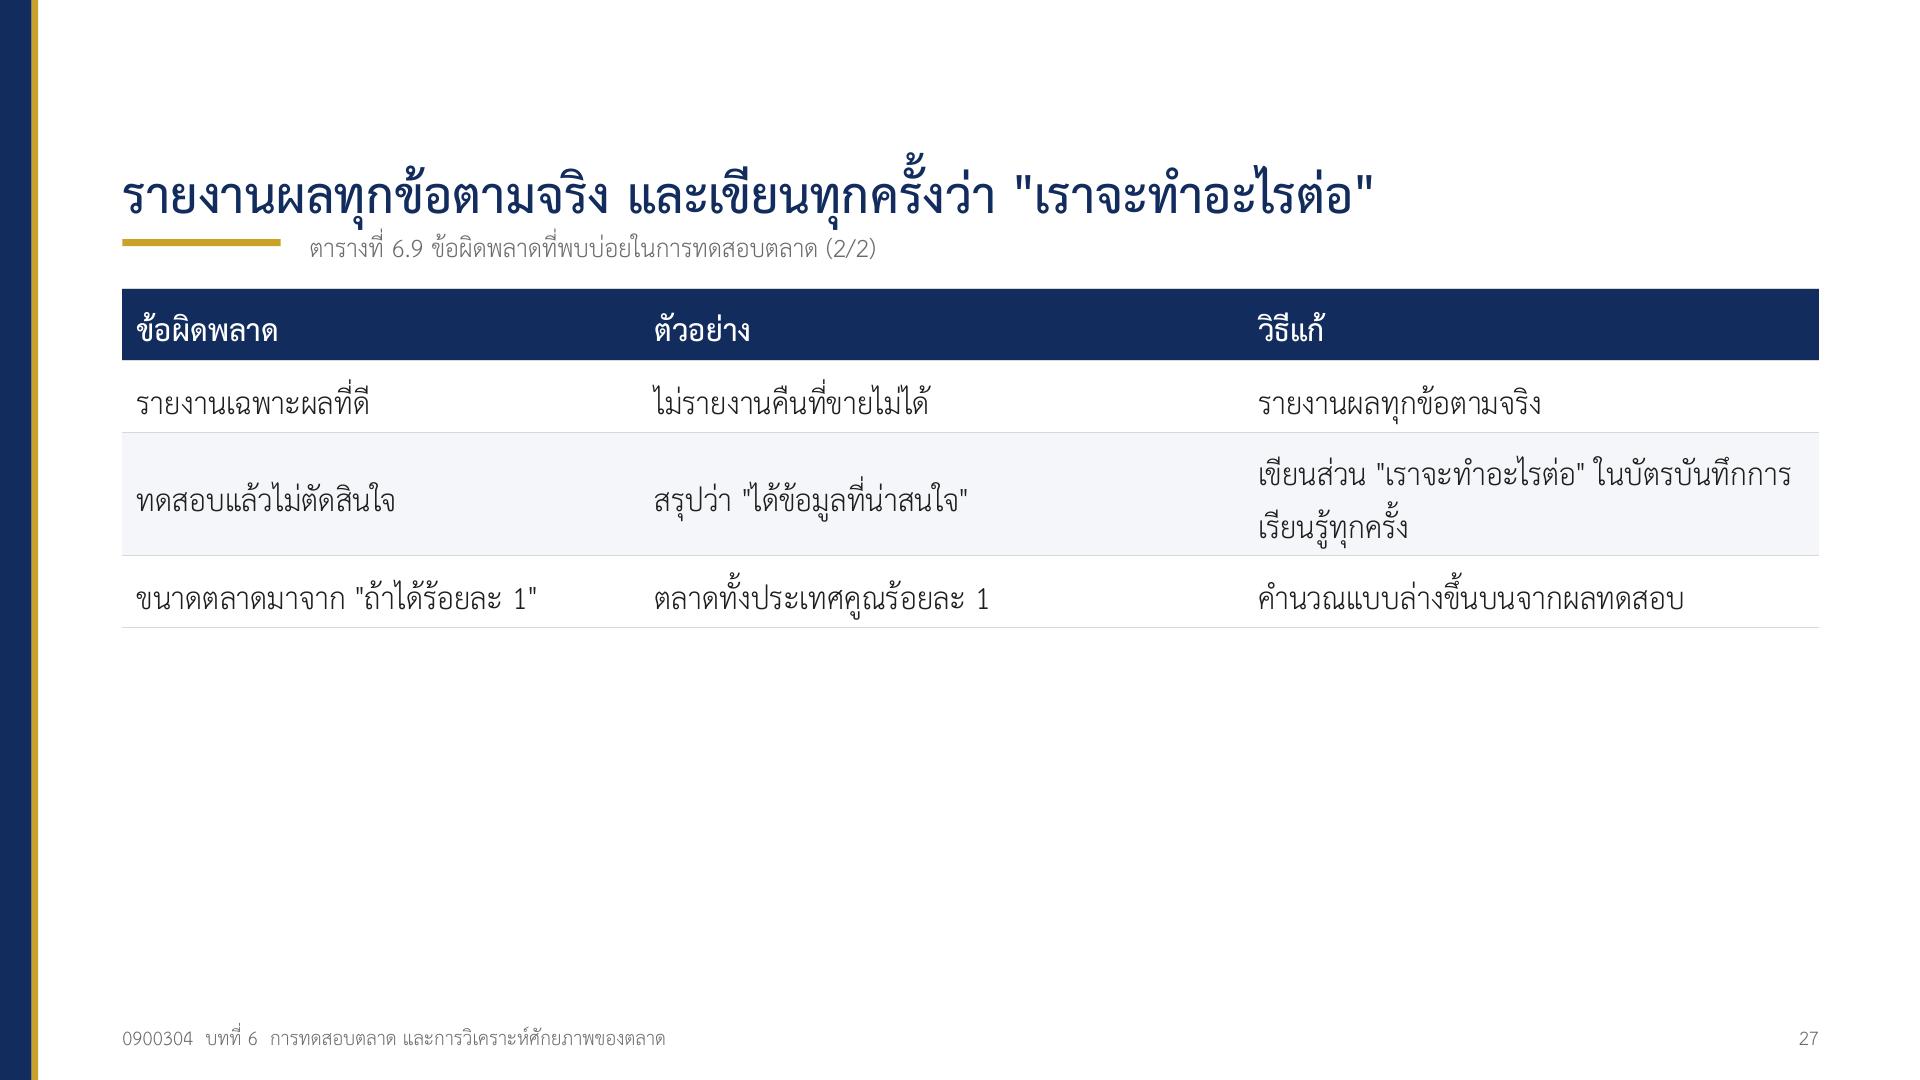 รายงานผลทุกข้อตามจริง และเขียนทุกครั้งว่า "เราจะทำอะไรต่อ"
ตารางที่ 6.9 ข้อผิดพลาดที่พบบ่อยในการทดสอบตลาด (2/2)
ข้อผิดพลาด ตัวอย่าง วิธีแก้
รายงานเฉพาะผลที่ดี ไม่รายงานคืนที่ขายไม่ได้ รายงานผลทุกข้อตามจริง
ทดสอบแล้วไม่ตัดสินใจ สรุปว่า "ได้ข้อมูลที่น่าสนใจ" เขียนส่วน "เราจะทำอะไรต่อ" ในบัตรบันทึกการ
เรียนรู้ทุกครั้ง
ขนาดตลาดมาจาก "ถ้าได้ร้อยละ 1" ตลาดทั้งประเทศคูณร้อยละ 1 คำนวณแบบล่างขึ้นบนจากผลทดสอบ
0900304 บทที่ 6 การทดสอบตลาด และการวิเคราะห์ศักยภาพของตลาด 27